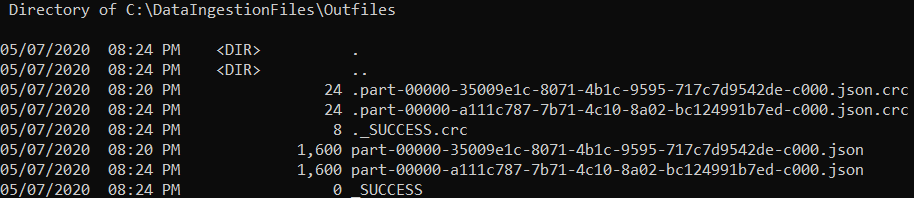 Directory of C:\DataIngestionFiles\Outfiles
05/07/2020  08:24 PM    <DIR>          .
05/07/2020  08:24 PM    <DIR>          ..
05/07/2020  08:20 PM                24 .part-00000-35009e1c-8071-4b1c-9595-717c7d9542de-c000.json.crc
05/07/2020  08:24 PM                24 .part-00000-a111c787-7b71-4c10-8a02-bc124991b7ed-c000.json.crc
05/07/2020  08:24 PM                 8 ._SUCCESS.crc
05/07/2020  08:20 PM             1,600 part-00000-35009e1c-8071-4b1c-9595-717c7d9542de-c000.json
05/07/2020  08:24 PM             1,600 part-00000-a111c787-7b71-4c10-8a02-bc124991b7ed-c000.json
05/07/2020  08:24 PM                 0 _SUCCESS